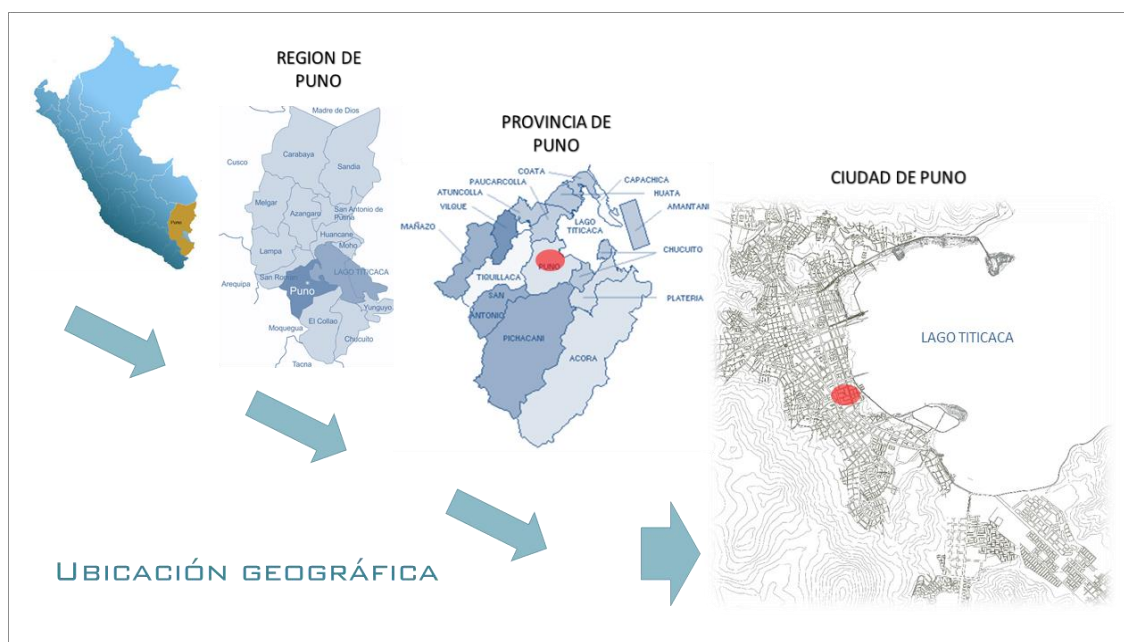 Puno
REGION DE
PUNO
Madre de Dios
Carabaya
Sandia
Cusco
Melgar
Azangaro
San Antonio de
Putina
Huancane
Moho
Lampa
San Roman
LAGO TITICACA
Arequipa
Puno
Yunguyo
El Collao
Moquegua
Chucuito
Tacna
PROVINCIA DE
PUNO
COATA
PAUCARCOLLA
CAPACHICA
ATUNCOLLA
HUATA
VILQUE
AMANTANI
LAGO
TITICACA
MAÑAZO
CHUCUITO
PUNO
TIQUILLACA
PLATERIA
SAN
ANTONIO
PICHACANI
ACORA
CIUDAD DE PUNO
LAGO TITICACA
UBICACIÓN GEOGRÁFICA